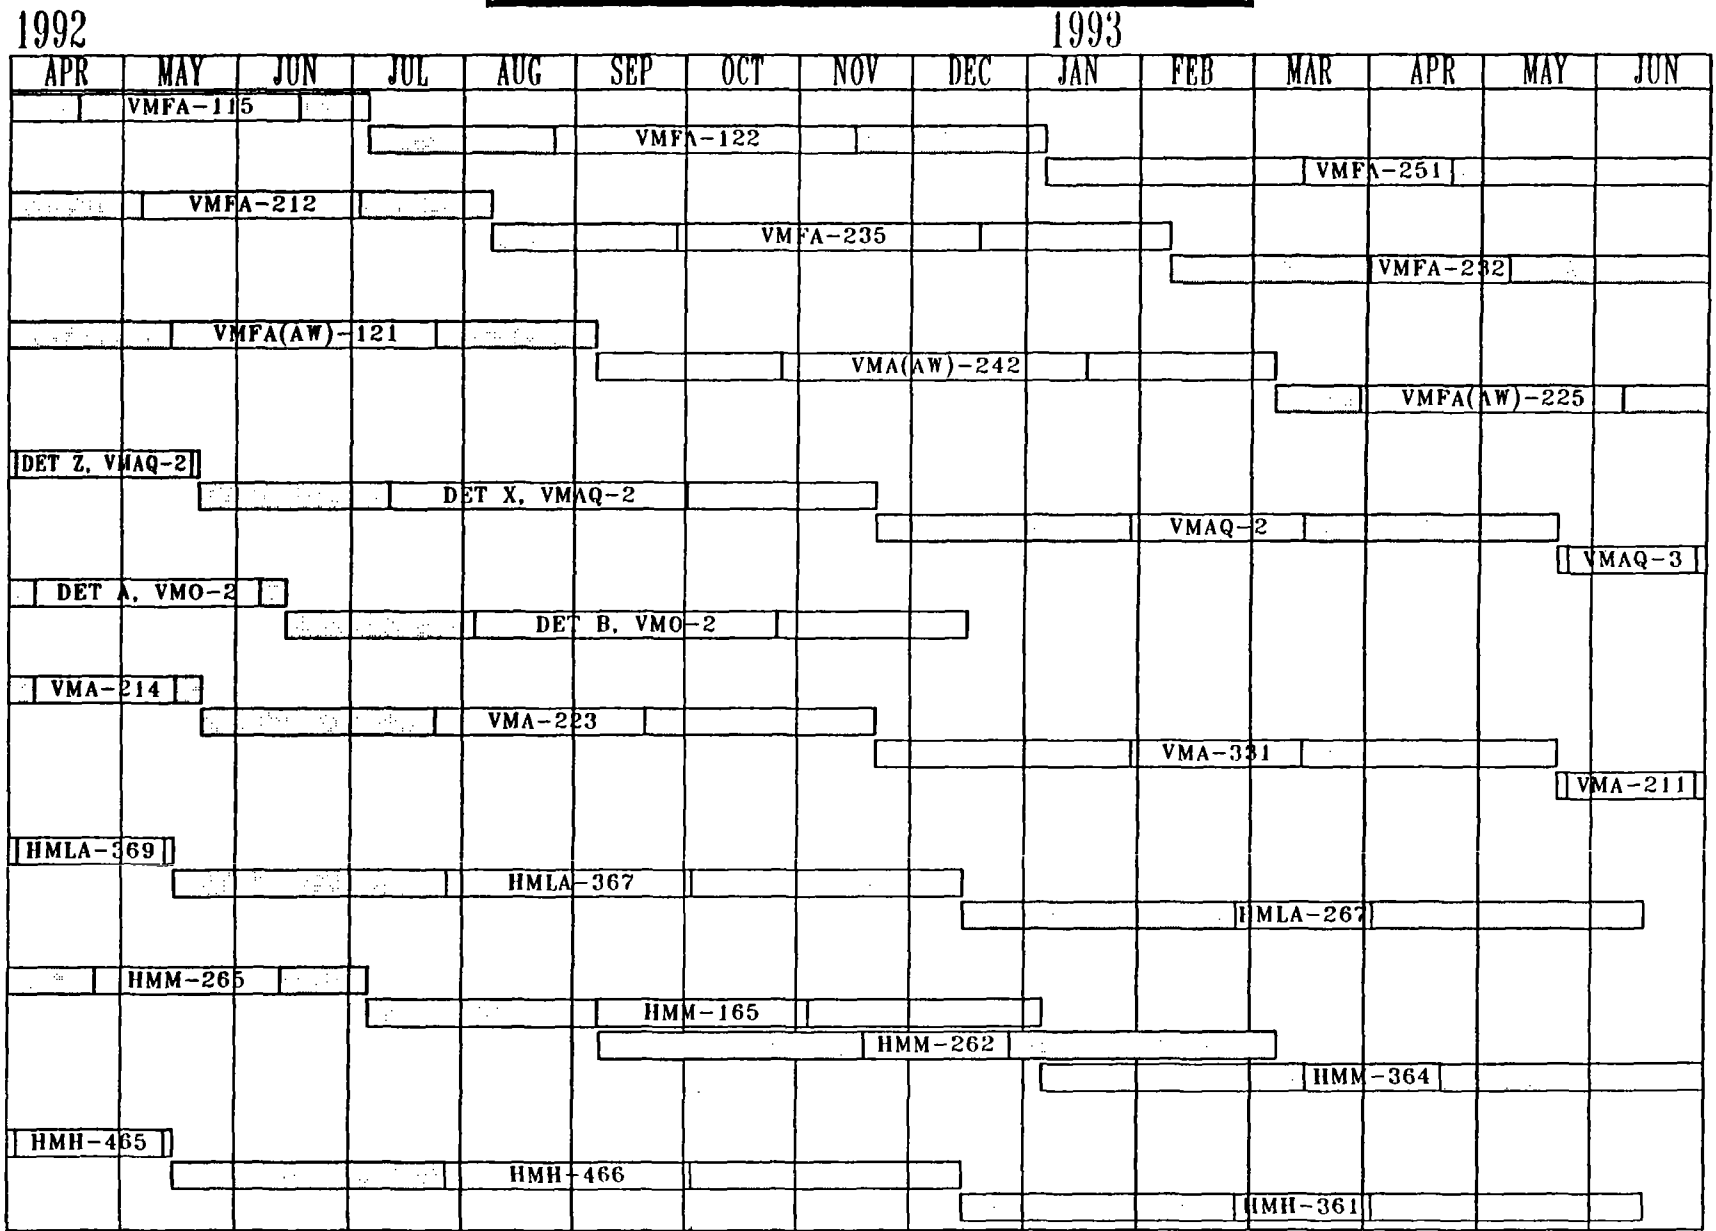 1992 1993
APR MAY JUN JUL AUG SEP OCT NOV DEC JAN FEB MAR APR MAY JUN
VMFA-115
VMFA-122
VMFA-251
VMFA-212
VMFA-235
VMFA-232
VMFA(AW)-121
VMA(AW)-242
VMFA(AW)-225
DET Z, VMAQ-2
DET X, VMAQ-2
VMAQ-2
VMAQ-3
DET A, VMO-2
DET B, VMO-2
VMA-214
VMA-223
VMA-331
VMA-211
HMLA-369
HMLA-367
HMLA-267
HMM-265
HMM-165
HMM-262
HMM-364
HMH-465
HMH-466
HMH-361